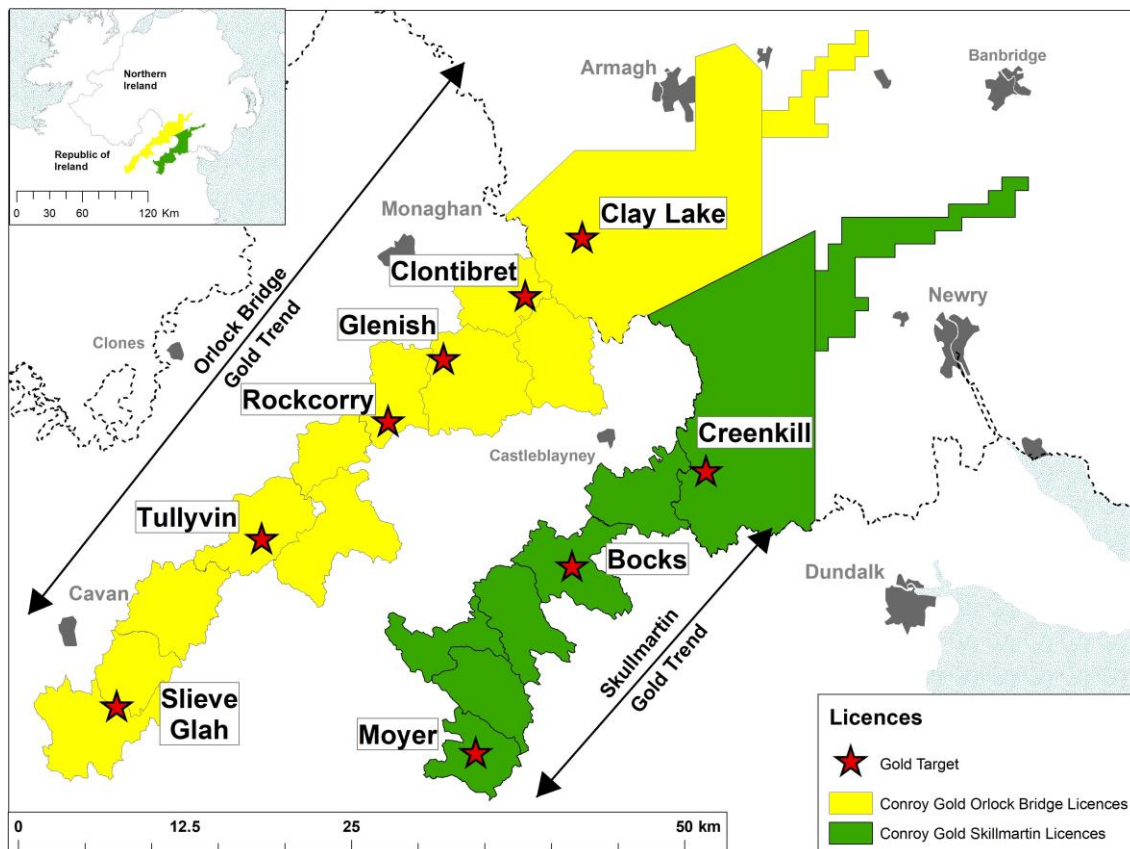 Northern
Ireland
Republic of
Ireland
0 30 60 120 Km
Armagh
Banbridge
Monaghan
Clay Lake
Clontibret
Glenish
Newry
Clones
Orlock Bridge
Gold Trend
Rockcorry
Castleblayney
Creenkill
Tullyvin
Bocks
Dundalk
Cavan
Skullmartin
Gold Trend
Slieve
Glah
Moyer
Licences
Gold Target
Conroy Gold Orlock Bridge Licences
Conroy Gold Skillmartin Licences
0 12.5 25 50 km